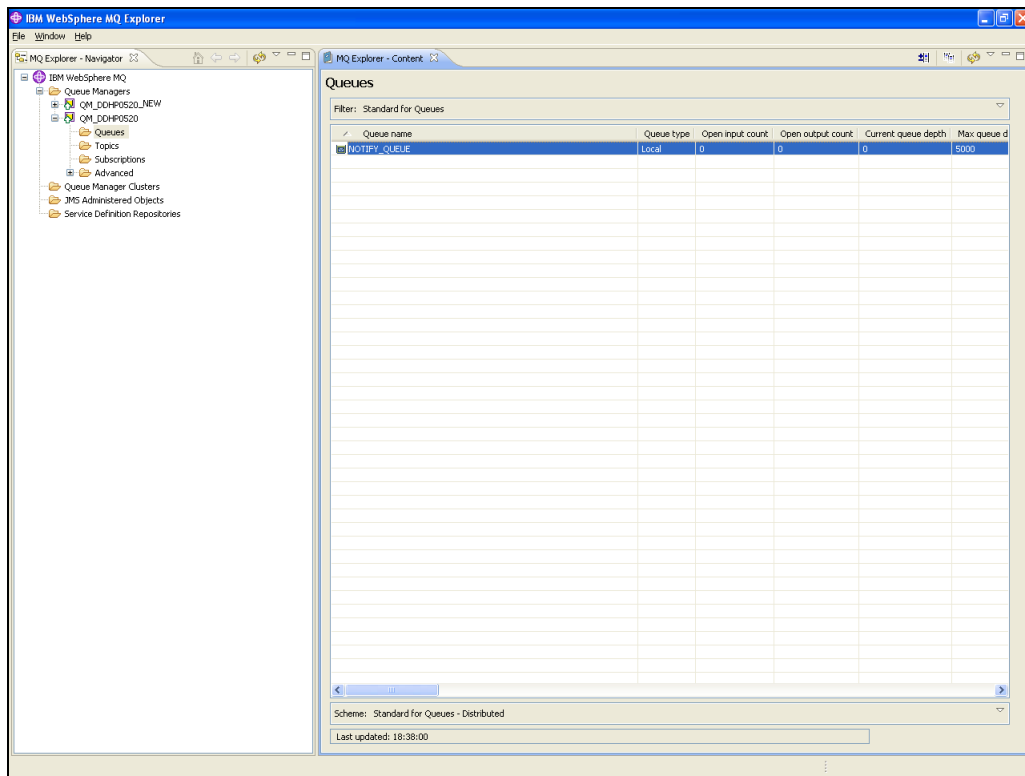 IBM WebSphere MQ Explorer
File Window Help
MQ Explorer - Navigator
IBM WebSphere MQ
Queue Managers
QM_DDHP0520_NEW
QM_DDHP0520
Queues
Topics
Subscriptions
Advanced
Queue Manager Clusters
JMS Administered Objects
Service Definition Repositories
MQ Explorer - Content
Queues
Filter: Standard for Queues
Queue name Queue type Open input count Open output count Current queue depth Max queue d
NOTIFY_QUEUE Local 0 0 0 5000
Scheme: Standard for Queues - Distributed
Last updated: 18:38:00